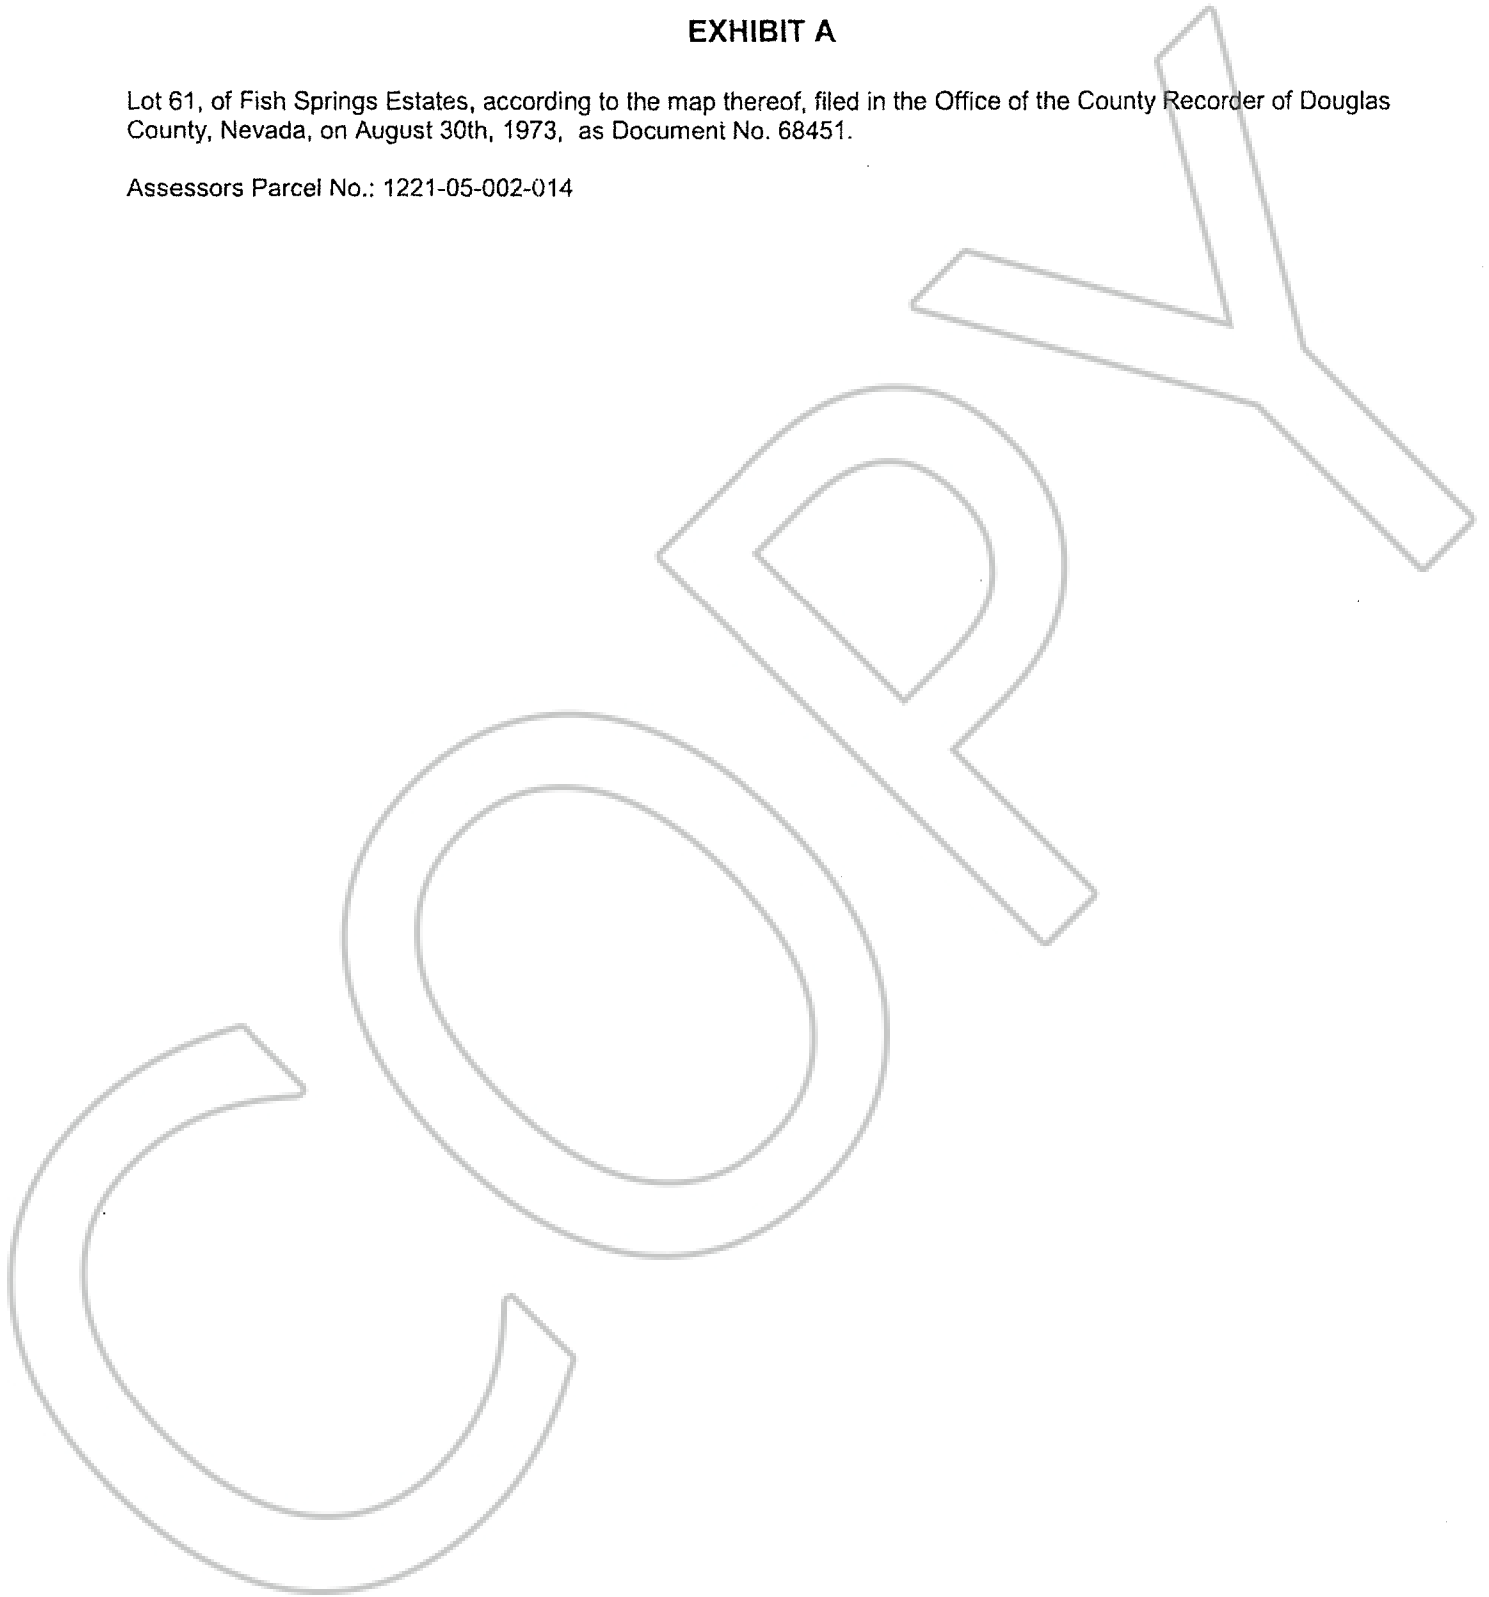 EXHIBIT A
Lot 61, of Fish Springs Estates, according to the map thereof, filed in the Office of the County Recorder of Douglas
County, Nevada, on August 30th, 1973,  as Document No. 68451.
Assessors Parcel No.: 1221-05-002-014
COPY